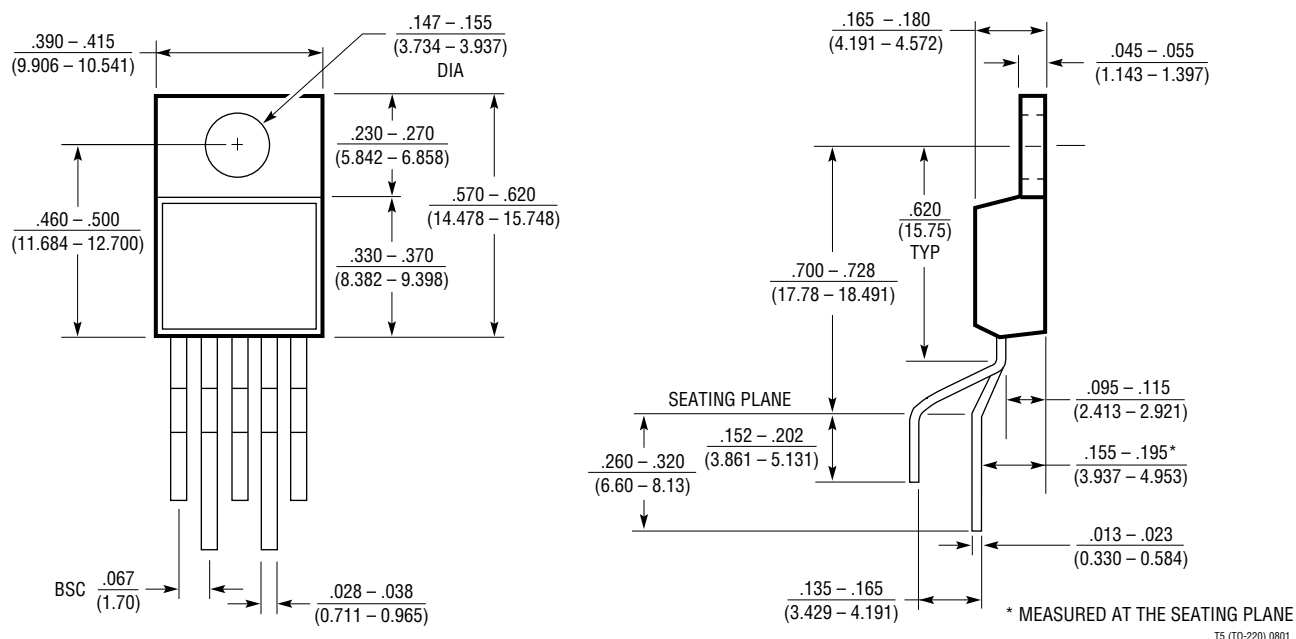 .390 – .415
(9.906 – 10.541)
.147 – .155
(3.734 – 3.937)
DIA
.230 – .270
(5.842 – 6.858)
.570 – .620
(14.478 – 15.748)
.460 – .500
(11.684 – 12.700)
.330 – .370
(8.382 – 9.398)
BSC
.067
(1.70)
.028 – .038
(0.711 – 0.965)
.165 – .180
(4.191 – 4.572)
.045 – .055
(1.143 – 1.397)
.620
(15.75)
TYP
.700 – .728
(17.78 – 18.491)
SEATING PLANE
.095 – .115
(2.413 – 2.921)
.152 – .202
(3.861 – 5.131)
.260 – .320
(6.60 – 8.13)
.155 – .195*
(3.937 – 4.953)
.013 – .023
(0.330 – 0.584)
.135 – .165
(3.429 – 4.191)
* MEASURED AT THE SEATING PLANE
T5 (TO-220) 0801